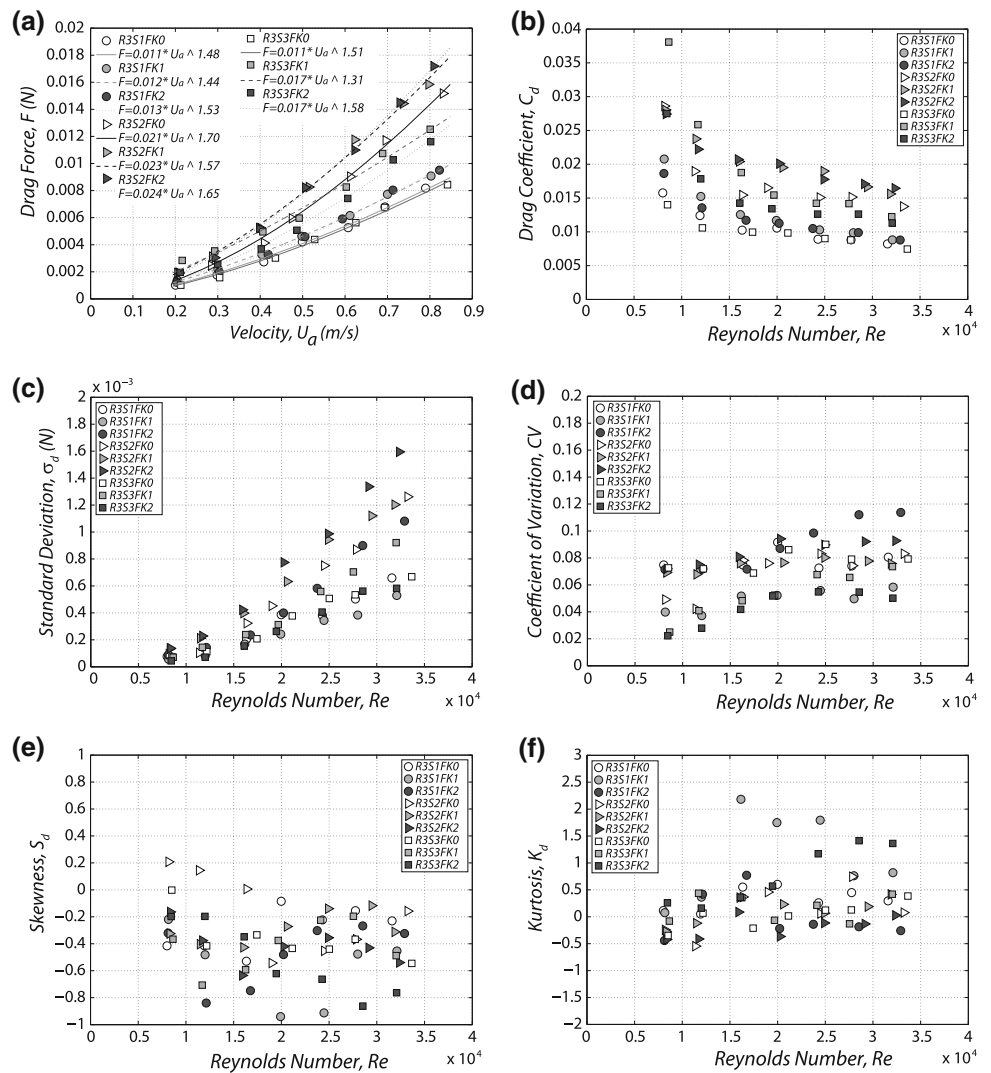 (a)
Drag Force, F (N)
0.02
0.018
0.016
0.014
0.012
0.01
0.008
0.006
0.004
0.002
0
R3S1FK0
F=0.011* Ua ^ 1.48
R3S1FK1
F=0.012* Ua ^ 1.44
R3S1FK2
F=0.013* Ua ^ 1.53
R3S2FK0
F=0.021* Ua ^ 1.70
R3S2FK1
F=0.023* Ua ^ 1.57
R3S2FK2
F=0.024* Ua ^ 1.65
R3S3FK0
F=0.011* Ua ^ 1.51
R3S3FK1
F=0.017* Ua ^ 1.31
R3S3FK2
F=0.017* Ua ^ 1.58
0 0.1 0.2 0.3 0.4 0.5 0.6 0.7 0.8 0.9
Velocity, Ua (m/s)
(b)
Drag Coefficient, Cd
0.04
0.035
0.03
0.025
0.02
0.015
0.01
0.005
0
R3S1FK0
R3S1FK1
R3S1FK2
R3S2FK0
R3S2FK1
R3S2FK2
R3S3FK0
R3S3FK1
R3S3FK2
0 0.5 1 1.5 2 2.5 3 3.5 4
x 10^4
Reynolds Number, Re
(c)
x 10^-3
Standard Deviation, σd (N)
2
1.8
1.6
1.4
1.2
1
0.8
0.6
0.4
0.2
0
R3S1FK0
R3S1FK1
R3S1FK2
R3S2FK0
R3S2FK1
R3S2FK2
R3S3FK0
R3S3FK1
R3S3FK2
0 0.5 1 1.5 2 2.5 3 3.5 4
x 10^4
Reynolds Number, Re
(d)
Coefficient of Variation, CV
0.2
0.18
0.16
0.14
0.12
0.1
0.08
0.06
0.04
0.02
0
R3S1FK0
R3S1FK1
R3S1FK2
R3S2FK0
R3S2FK1
R3S2FK2
R3S3FK0
R3S3FK1
R3S3FK2
0 0.5 1 1.5 2 2.5 3 3.5 4
x 10^4
Reynolds Number, Re
(e)
Skewness, Sd
1
0.8
0.6
0.4
0.2
0
−0.2
−0.4
−0.6
−0.8
−1
R3S1FK0
R3S1FK1
R3S1FK2
R3S2FK0
R3S2FK1
R3S2FK2
R3S3FK0
R3S3FK1
R3S3FK2
0 0.5 1 1.5 2 2.5 3 3.5 4
x 10^4
Reynolds Number, Re
(f)
Kurtosis, Kd
3
2.5
2
1.5
1
0.5
0
−0.5
−1
−1.5
−2
R3S1FK0
R3S1FK1
R3S1FK2
R3S2FK0
R3S2FK1
R3S2FK2
R3S3FK0
R3S3FK1
R3S3FK2
0 0.5 1 1.5 2 2.5 3 3.5 4
x 10^4
Reynolds Number, Re